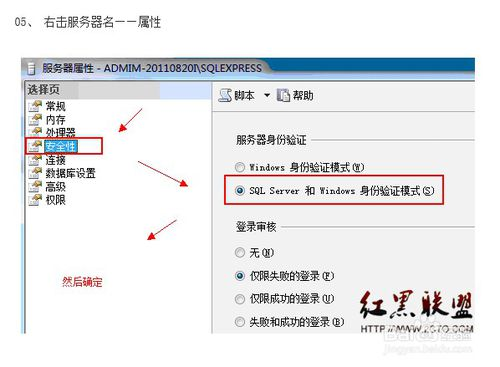 05、 右击服务器名——属性
服务器属性 - ADMIM-20110820I\SQLEXPRESS
选择页
常规
内存
处理器
安全性
连接
数据库设置
高级
权限
脚本
帮助
服务器身份验证
Windows 身份验证模式(W)
SQL Server 和 Windows 身份验证模式(S)
登录审核
无(N)
仅限失败的登录(F)
仅限成功的登录(U)
失败和成功的登录(B)
然后确定
红黑联盟
HTTP://WWW.2CTO.COM
jingyan.baidu.com